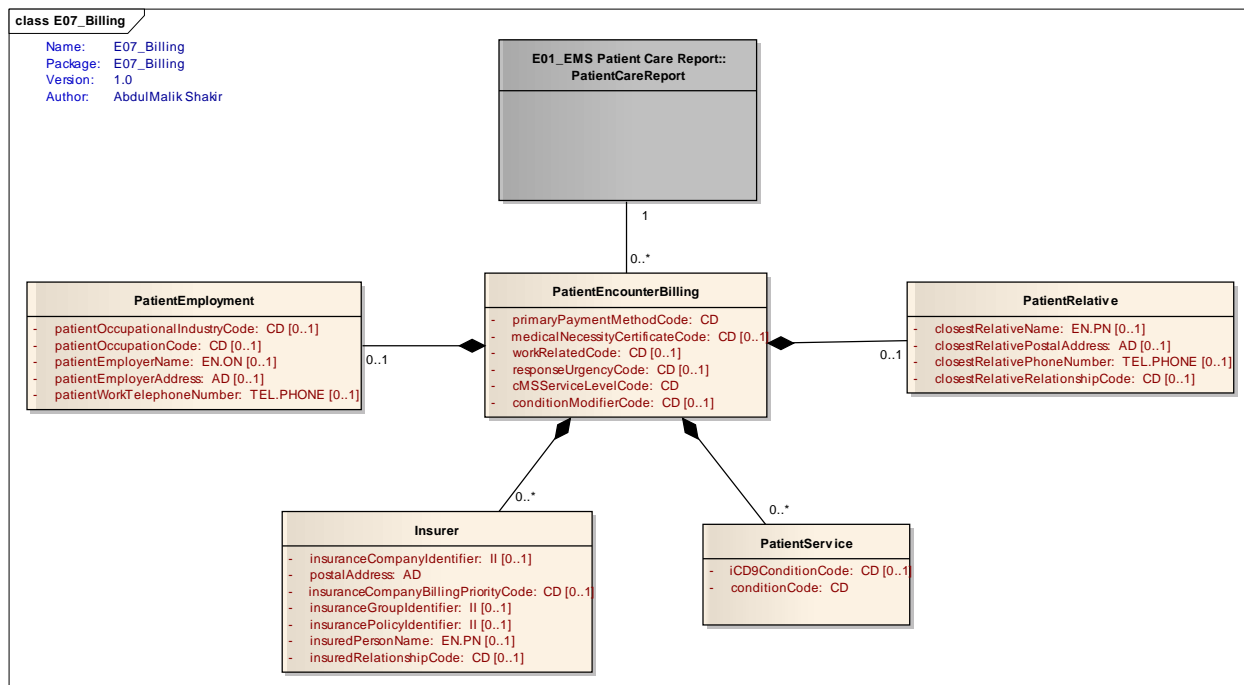 class E07_Billing
Name: E07_Billing
Package: E07_Billing
Version: 1.0
Author: AbdulMalik Shakir
E01_EMS Patient Care Report::
PatientCareReport
1
0..*
PatientEmployment
- patientOccupationalIndustryCode: CD [0..1]
- patientOccupationCode: CD [0..1]
- patientEmployerName: EN.ON [0..1]
- patientEmployerAddress: AD [0..1]
- patientWorkTelephoneNumber: TEL.PHONE [0..1]
0..1
PatientEncounterBilling
- primaryPaymentMethodCode: CD
- medicalNecessityCertificateCode: CD [0..1]
- workRelatedCode: CD [0..1]
- responseUrgencyCode: CD [0..1]
- cMSServiceLevelCode: CD
- conditionModifierCode: CD [0..1]
PatientRelative
- closestRelativeName: EN.PN [0..1]
- closestRelativePostalAddress: AD [0..1]
- closestRelativePhoneNumber: TEL.PHONE [0..1]
- closestRelativeRelationshipCode: CD [0..1]
0..1
0..*
0..*
Insurer
- insuranceCompanyIdentifier: II [0..1]
- postalAddress: AD
- insuranceCompanyBillingPriorityCode: CD [0..1]
- insuranceGroupIdentifier: II [0..1]
- insurancePolicyIdentifier: II [0..1]
- insuredPersonName: EN.PN [0..1]
- insuredRelationshipCode: CD [0..1]
PatientService
- iCD9ConditionCode: CD [0..1]
- conditionCode: CD